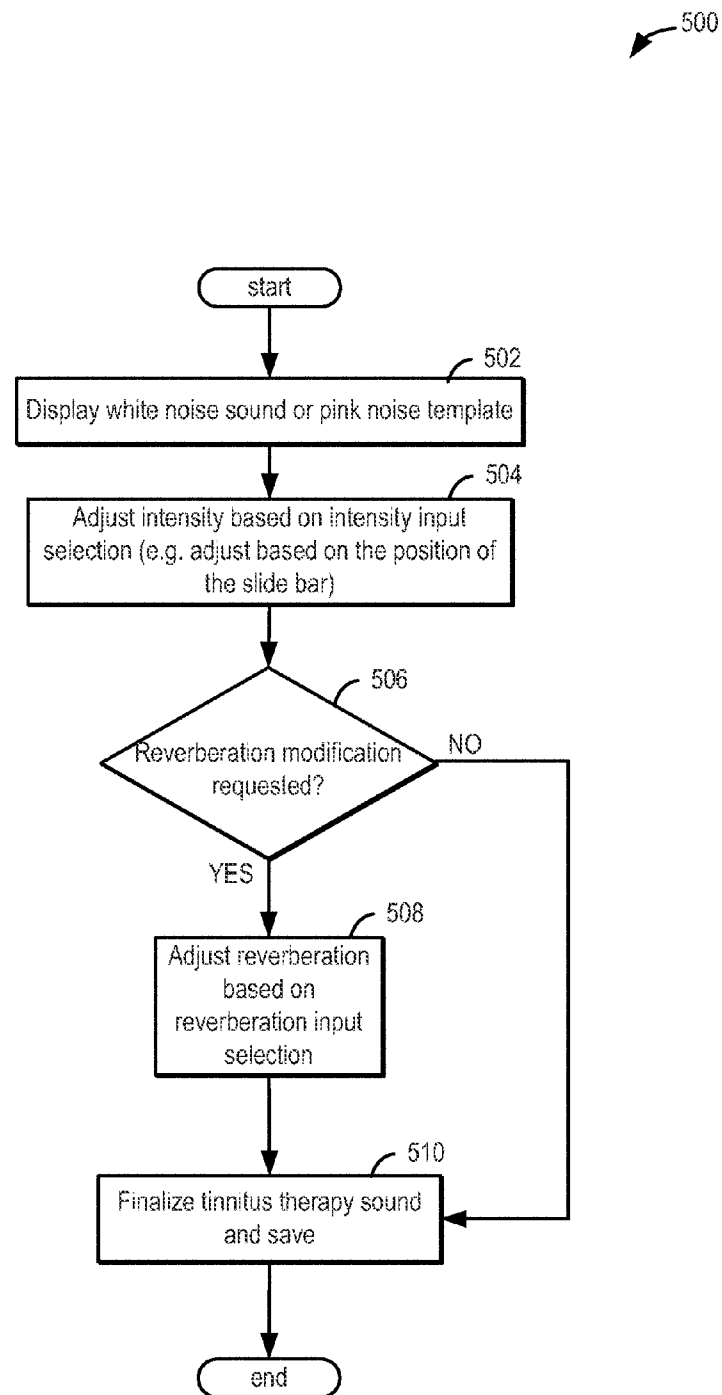 500
start
502
Display white noise sound or pink noise template
504
Adjust intensity based on intensity input
selection (e.g. adjust based on the position of
the slide bar)
506
Reverberation modification
requested?
NO
YES
508
Adjust reverberation
based on
reverberation input
selection
510
Finalize tinnitus therapy sound
and save
end